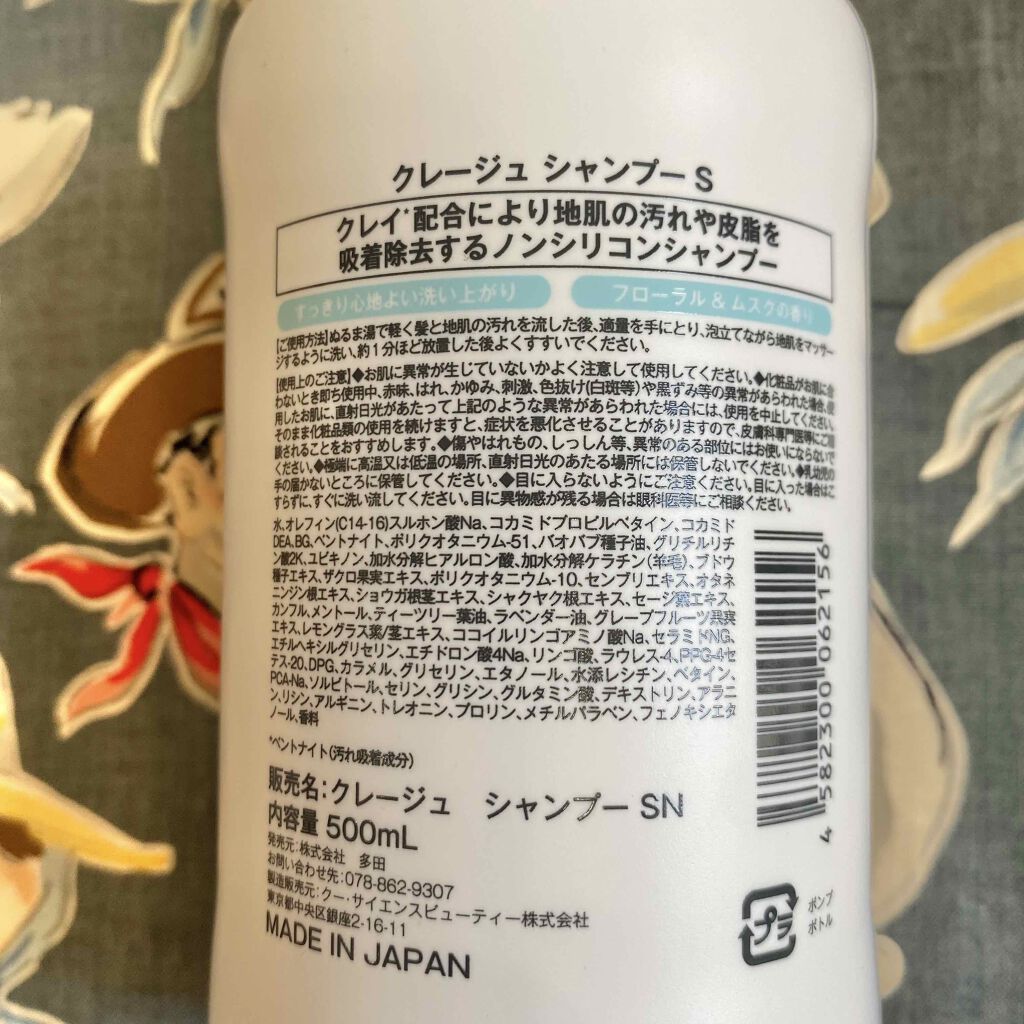 クレージュ シャンプー S
クレイ*配合により地肌の汚れや皮脂を
吸着除去するノンシリコンシャンプー
すっきり心地よい洗い上がり
フローラル & ムスクの香り
【ご使用方法】ぬるま湯で軽く髪と地肌の汚れを流した後、適量を手にとり、泡立てながら地肌をマッサー
ジするように洗い、約1分ほど放置した後よくすすいでください。
【使用上のご注意】◆お肌に異常が生じていないかよく注意して使用してください。◆化粧品がお肌に合
わないとき即ち使用中、赤味、はれ、かゆみ、刺激、色抜け(白斑等)や黒ずみ等の異常があらわれた場合、使
用したお肌に、直射日光があたって上記のような異常があらわれた場合には、使用を中止してください。
そのまま化粧品類の使用を続けますと、症状を悪化させることがありますので、皮膚科専門医等にご相
談されることをおすすめします。◆傷やはれもの、しっしん等、異常のある部位にはお使いにならないで
ください。◆極端に高温又は低温の場所、直射日光のあたる場所には保管しないでください。◆乳幼児の
手の届かないところに保管してください。◆目に入らないようにご注意ください。目に入った場合はこ
すらずに、すぐに洗い流してください。目に異物感が残る場合は眼科医等にご相談ください。
水、オレフィン(C14-16)スルホン酸Na、コカミドプロピルベタイン、コカミド
DEA、BG、ベントナイト、ポリクオタニウム-51、バオバブ種子油、グリチルリチ
ン酸2K、ユビキノン、加水分解ヒアルロン酸、加水分解ケラチン(羊毛)、ブドウ
種子エキス、ザクロ果実エキス、ポリクオタニウム-10、センブリエキス、オタネ
ニンジン根エキス、ショウガ根茎エキス、シャクヤク根エキス、セージ葉エキス、
カンフル、メントール、ティーツリー葉油、ラベンダー油、グレープフルーツ果実
エキス、レモングラス葉/茎エキス、ココイルリンゴアミノ酸Na、セラミドNG、
エチルヘキシルグリセリン、エチドロン酸4Na、リンゴ酸、ラウレス-4、PPG-4セ
テス-20、DPG、カラメル、グリセリン、エタノール、水添レシチン、ベタイン、
PCA-Na、ソルビトール、セリン、グリシン、グルタミン酸、デキストリン、アラニ
ン、リシン、アルギニン、トレオニン、プロリン、メチルパラベン、フェノキシエタ
ノール、香料
*ベントナイト(汚れ吸着成分)
販売名:クレージュ シャンプー SN
内容量 500mL
発売元:株式会社 多田
お問い合わせ先:078-862-9307
製造販売元:クー・サイエンスビューティー株式会社
東京都中央区銀座2-16-11
MADE IN JAPAN
4 582300 062156
プラ
ポンプ
ボトル